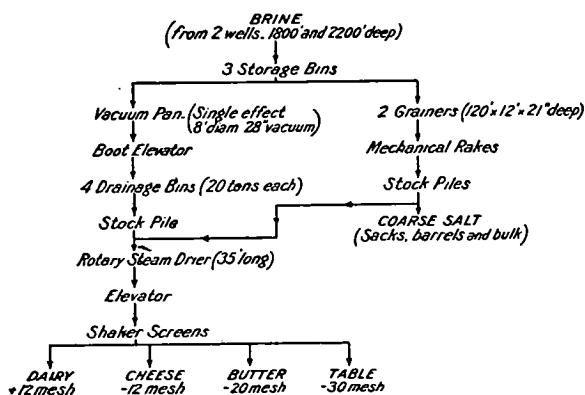 BRINE
(from 2 wells. 1800' and 2200' deep)
3 Storage Bins
Vacuum Pan. (Single effect
8' diam 28" vacuum)
2 Grainers (120' x 12' x 21" deep)
Boot Elevator
Mechanical Rakes
4 Drainage Bins (20 tons each)
Stock Piles
Stock Pile
COARSE SALT
(Sacks, barrels and bulk)
Rotary Steam Drier (35' long)
Elevator
Shaker Screens
DAIRY
+12 mesh
CHEESE
-12 mesh
BUTTER
-20 mesh
TABLE
-30 mesh